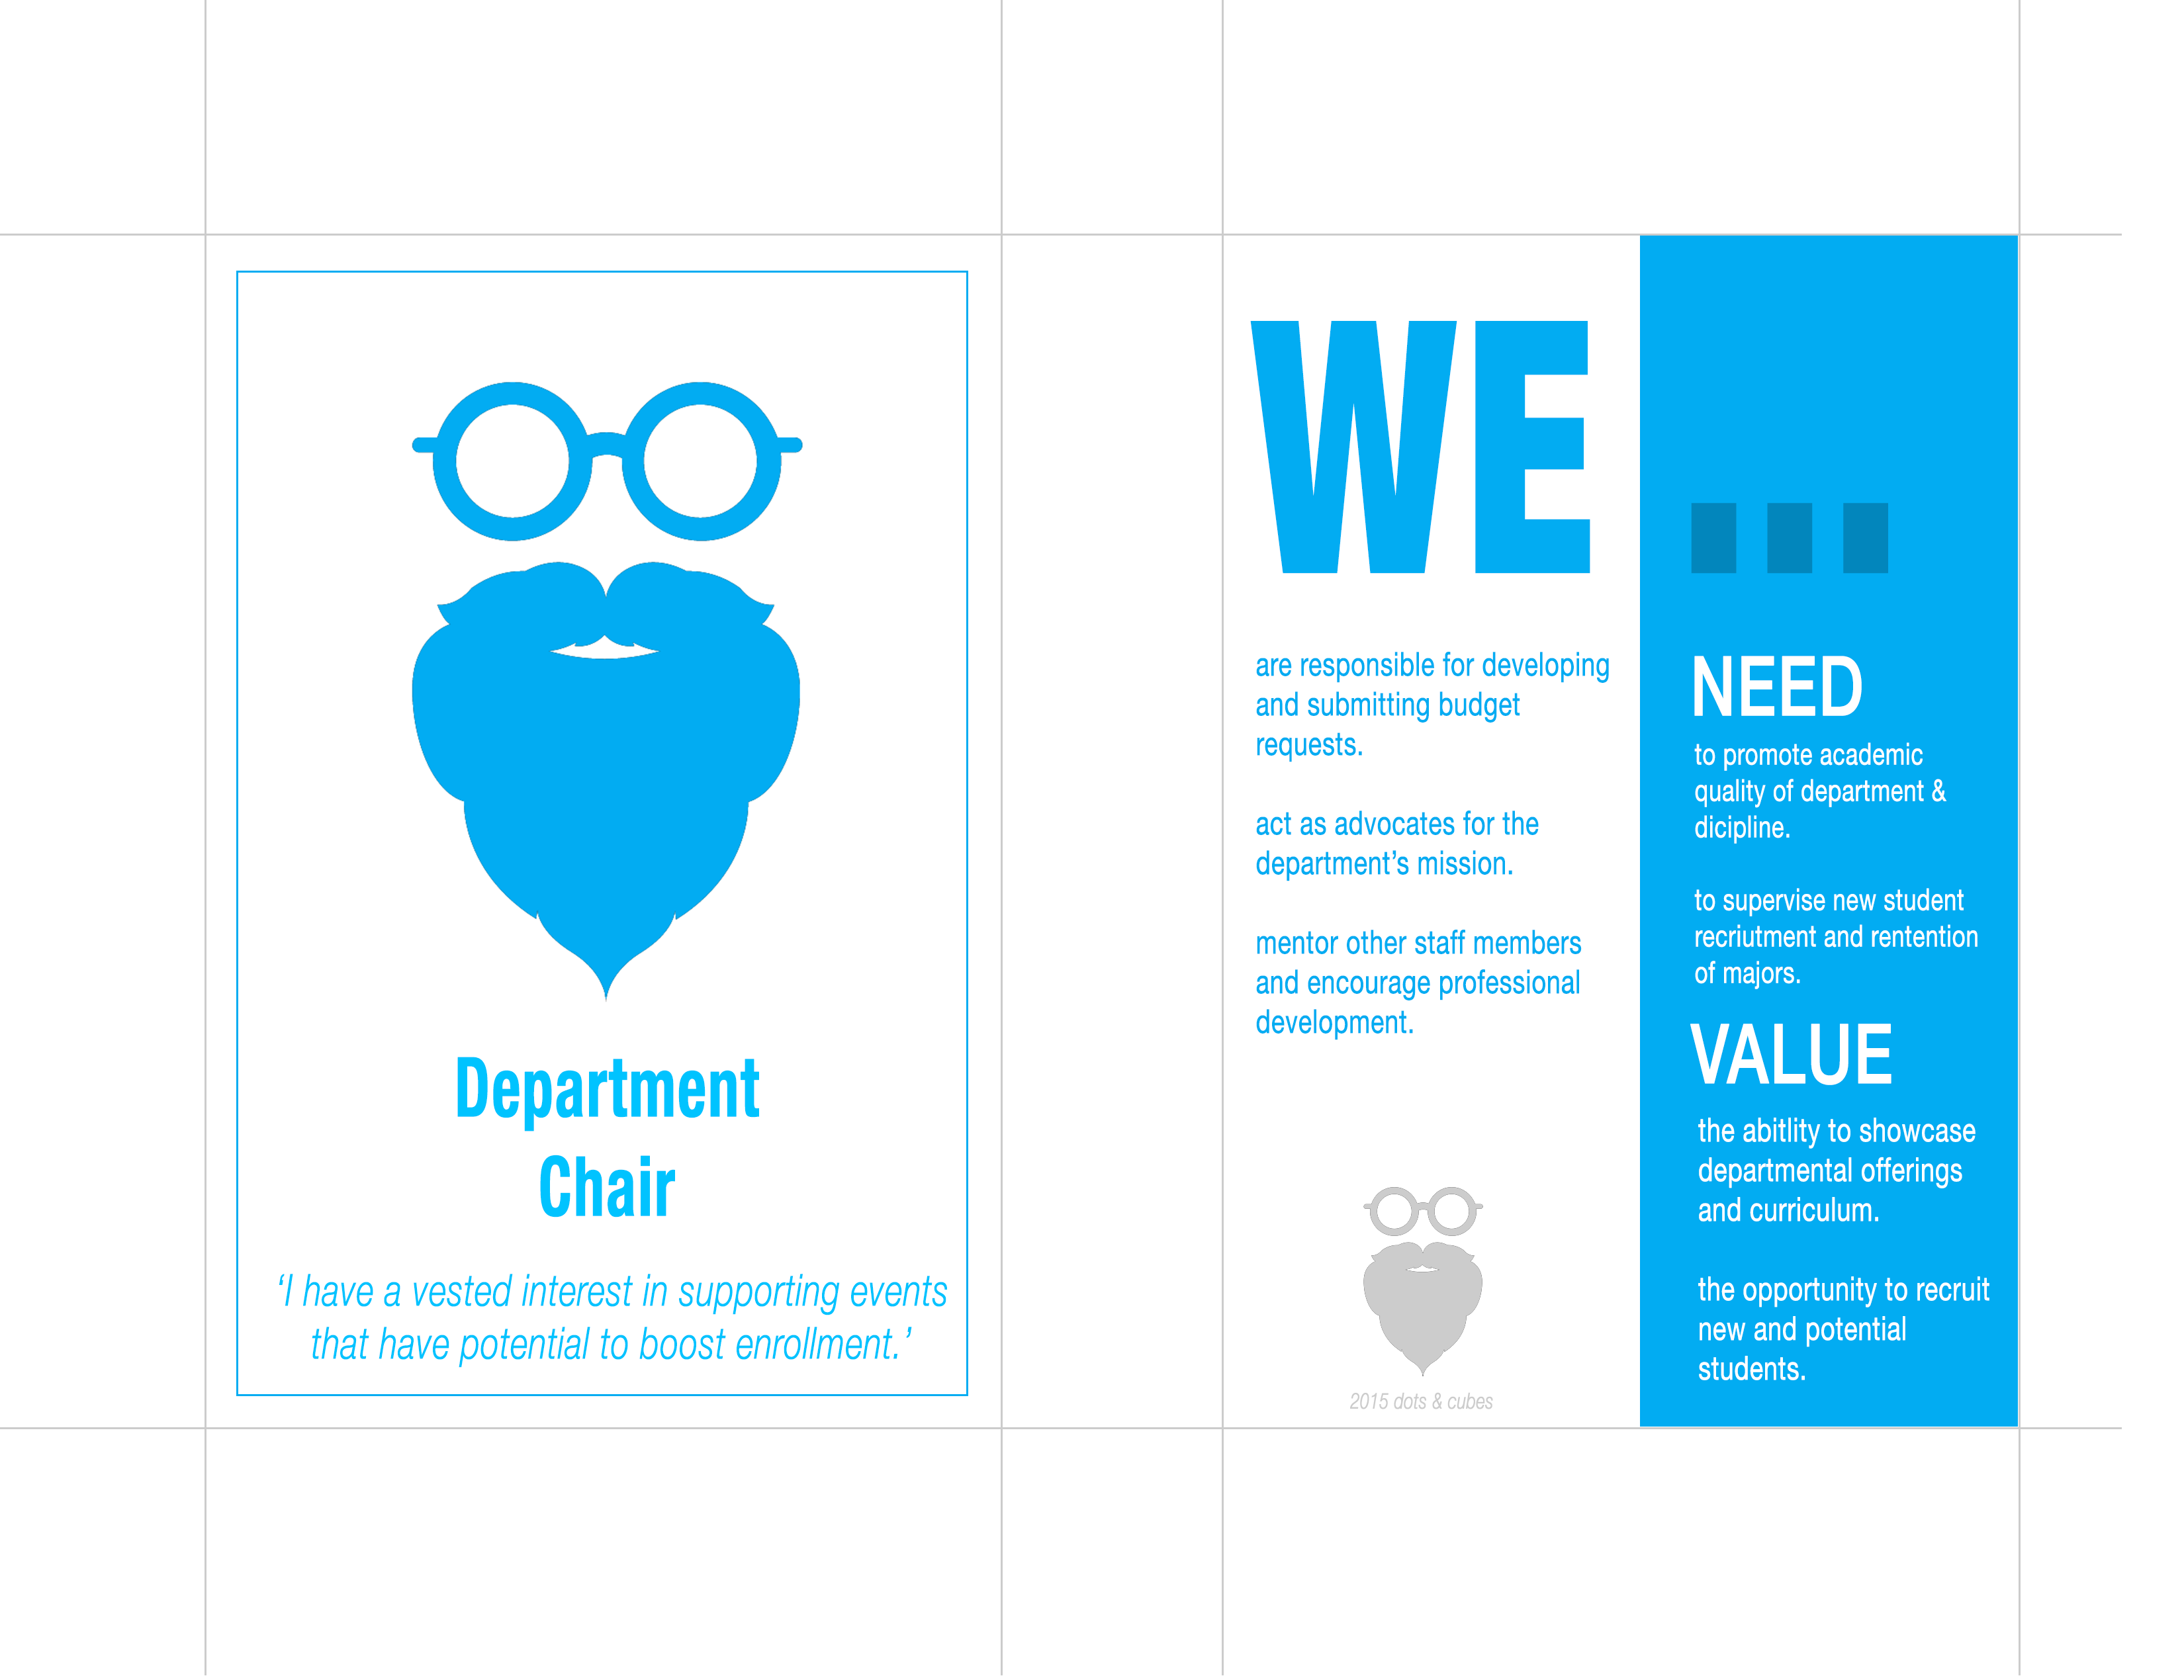 Department
Chair
‘I have a vested interest in supporting events
that have potential to boost enrollment.’
WE
are responsible for developing
and submitting budget
requests.
act as advocates for the
department’s mission.
mentor other staff members
and encourage professional
development.
2015 dots & cubes
...
NEED
to promote academic
quality of department &
dicipline.
to supervise new student
recriutment and rentention
of majors.
VALUE
the abitlity to showcase
departmental offerings
and curriculum.
the opportunity to recruit
new and potential
students.